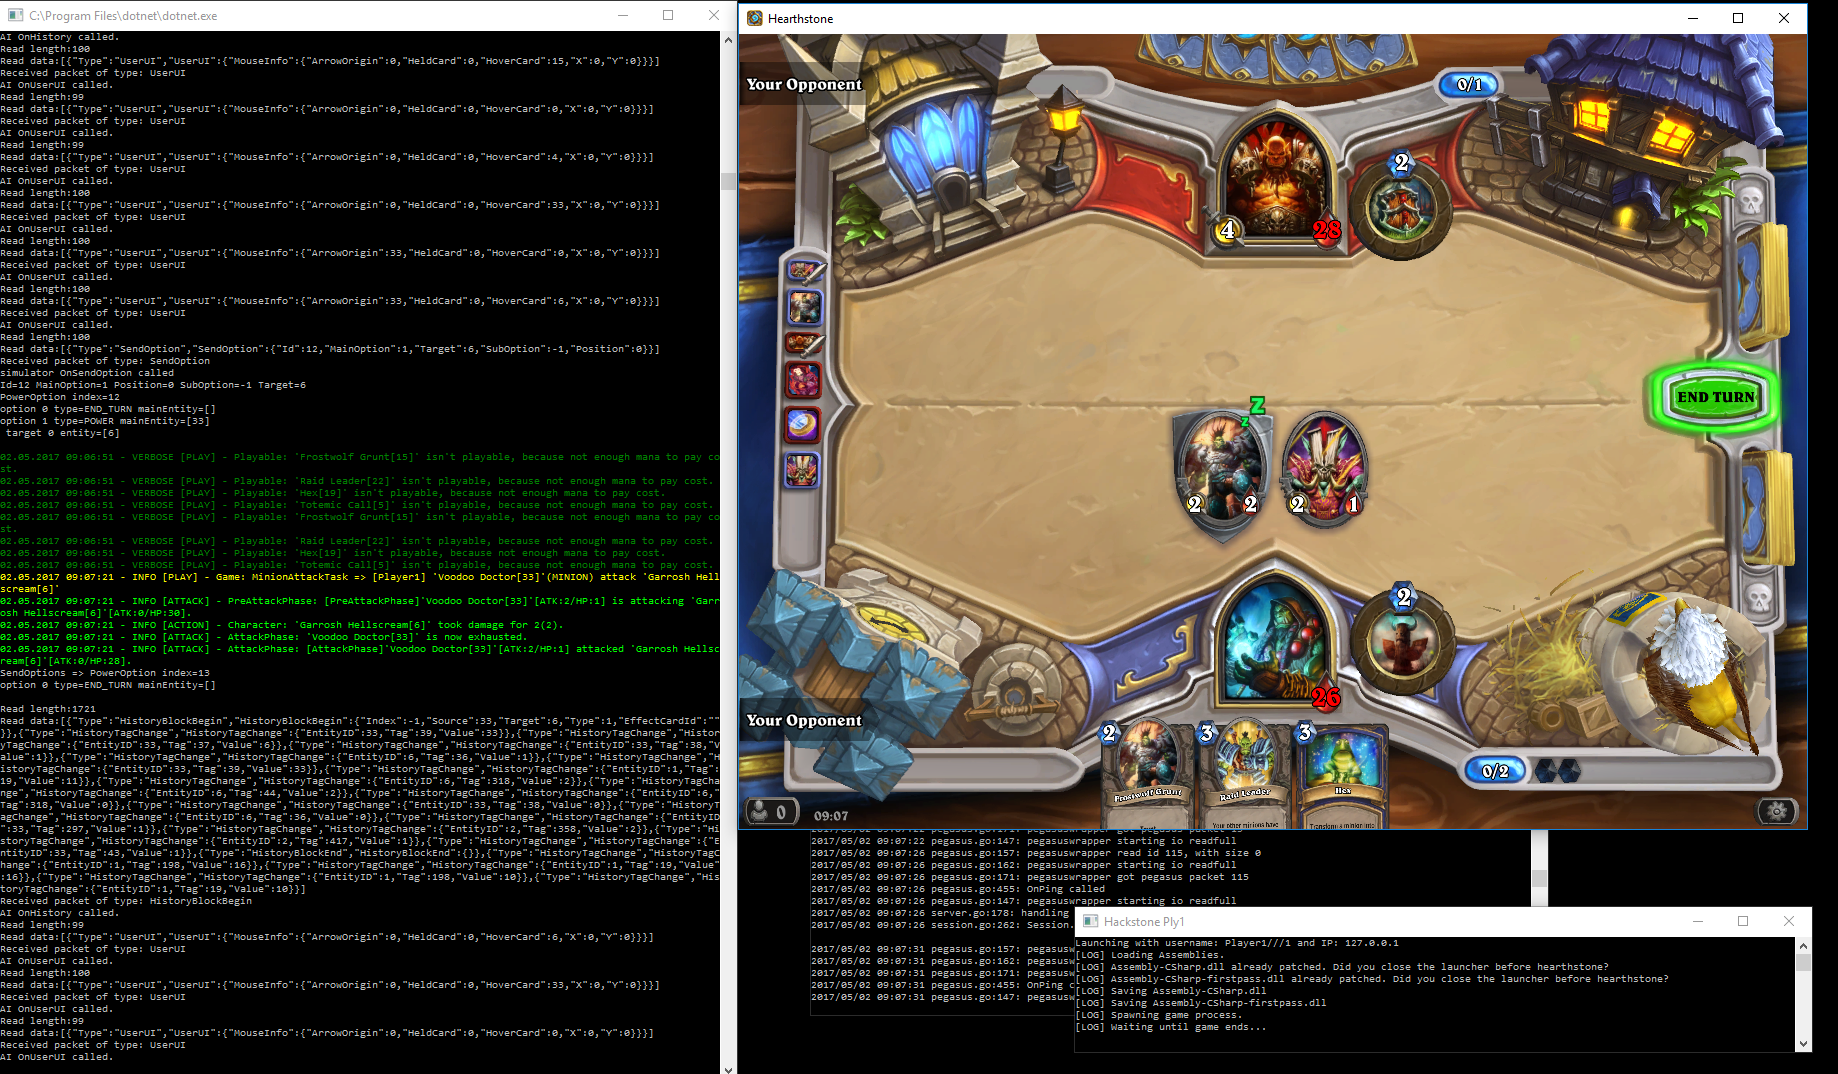 C:\Program Files\dotnet\dotnet.exe
AI OnHistory called.
Read length:100
Read data:[{"Type":"UserUI","UserUI":{"MouseInfo":{"ArrowOrigin":0,"HeldCard":0,"HoverCard":15,"X":0,"Y":0}}}]
Received packet of type: UserUI
AI OnUserUI called.
Read length:99
Read data:[{"Type":"UserUI","UserUI":{"MouseInfo":{"ArrowOrigin":0,"HeldCard":0,"HoverCard":0,"X":0,"Y":0}}}]
Received packet of type: UserUI
AI OnUserUI called.
Read length:99
Read data:[{"Type":"UserUI","UserUI":{"MouseInfo":{"ArrowOrigin":0,"HeldCard":0,"HoverCard":4,"X":0,"Y":0}}}]
Received packet of type: UserUI
AI OnUserUI called.
Read length:100
Read data:[{"Type":"UserUI","UserUI":{"MouseInfo":{"ArrowOrigin":0,"HeldCard":0,"HoverCard":33,"X":0,"Y":0}}}]
Received packet of type: UserUI
AI OnUserUI called.
Read length:100
Read data:[{"Type":"UserUI","UserUI":{"MouseInfo":{"ArrowOrigin":33,"HeldCard":0,"HoverCard":0,"X":0,"Y":0}}}]
Received packet of type: UserUI
AI OnUserUI called.
Read length:100
Read data:[{"Type":"UserUI","UserUI":{"MouseInfo":{"ArrowOrigin":33,"HeldCard":0,"HoverCard":6,"X":0,"Y":0}}}]
Received packet of type: UserUI
AI OnUserUI called.
Read length:100
Read data:[{"Type":"SendOption","SendOption":{"Id":12,"MainOption":1,"Target":6,"SubOption":-1,"Position":0}}]
Received packet of type: SendOption
simulator OnSendOption called
Id=12 MainOption=1 Position=0 SubOption=-1 Target=6
PowerOption index=12
option 0 type=END_TURN mainEntity=[]
option 1 type=POWER mainEntity=[33]
target 0 entity=[6]
02.05.2017 09:06:51 - VERBOSE [PLAY] - Playable: 'Frostwolf Grunt[15]' isn't playable, because not enough mana to pay co
st.
02.05.2017 09:06:51 - VERBOSE [PLAY] - Playable: 'Raid Leader[22]' isn't playable, because not enough mana to pay cost.
02.05.2017 09:06:51 - VERBOSE [PLAY] - Playable: 'Hex[19]' isn't playable, because not enough mana to pay cost.
02.05.2017 09:06:51 - VERBOSE [PLAY] - Playable: 'Totemic Call[5]' isn't playable, because not enough mana to pay cost.
02.05.2017 09:06:51 - VERBOSE [PLAY] - Playable: 'Frostwolf Grunt[15]' isn't playable, because not enough mana to pay co
st.
02.05.2017 09:06:51 - VERBOSE [PLAY] - Playable: 'Raid Leader[22]' isn't playable, because not enough mana to pay cost.
02.05.2017 09:06:51 - VERBOSE [PLAY] - Playable: 'Hex[19]' isn't playable, because not enough mana to pay cost.
02.05.2017 09:06:51 - VERBOSE [PLAY] - Playable: 'Totemic Call[5]' isn't playable, because not enough mana to pay cost.
02.05.2017 09:07:21 - INFO [PLAY] - Game: MinionAttackTask => [Player1] 'Voodoo Doctor[33]'(MINION) attack 'Garrosh Hell
scream[6]'
02.05.2017 09:07:21 - INFO [ATTACK] - PreAttackPhase: [PreAttackPhase]'Voodoo Doctor[33]'[ATK:2/HP:1] is attacking 'Garr
osh Hellscream[6]'[ATK:0/HP:30].
02.05.2017 09:07:21 - INFO [ACTION] - Character: 'Garrosh Hellscream[6]' took damage for 2(2).
02.05.2017 09:07:21 - INFO [ATTACK] - AttackPhase: 'Voodoo Doctor[33]' is now exhausted.
02.05.2017 09:07:21 - INFO [ATTACK] - AttackPhase: [AttackPhase]'Voodoo Doctor[33]'[ATK:2/HP:1] attacked 'Garrosh Hellsc
ream[6]'[ATK:0/HP:28].
SendOptions => PowerOption index=13
option 0 type=END_TURN mainEntity=[]
Read length:1721
Read data:[{"Type":"HistoryBlockBegin","HistoryBlockBegin":{"Index":-1,"Source":33,"Target":6,"Type":1,"EffectCardId":""
}},{"Type":"HistoryTagChange","HistoryTagChange":{"EntityID":33,"Tag":39,"Value":33}},{"Type":"HistoryTagChange","Histor
yTagChange":{"EntityID":33,"Tag":37,"Value":6}},{"Type":"HistoryTagChange","HistoryTagChange":{"EntityID":33,"Tag":38,"V
alue":1}},{"Type":"HistoryTagChange","HistoryTagChange":{"EntityID":6,"Tag":36,"Value":1}},{"Type":"HistoryTagChange","H
istoryTagChange":{"EntityID":33,"Tag":39,"Value":33}},{"Type":"HistoryTagChange","HistoryTagChange":{"EntityID":1,"Tag":
19,"Value":11}},{"Type":"HistoryTagChange","HistoryTagChange":{"EntityID":6,"Tag":318,"Value":2}},{"Type":"HistoryTagCha
nge","HistoryTagChange":{"EntityID":6,"Tag":44,"Value":2}},{"Type":"HistoryTagChange","HistoryTagChange":{"EntityID":6,"
Tag":318,"Value":0}},{"Type":"HistoryTagChange","HistoryTagChange":{"EntityID":33,"Tag":38,"Value":0}},{"Type":"HistoryT
agChange","HistoryTagChange":{"EntityID":6,"Tag":36,"Value":0}},{"Type":"HistoryTagChange","HistoryTagChange":{"EntityID"
:33,"Tag":297,"Value":1}},{"Type":"HistoryTagChange","HistoryTagChange":{"EntityID":2,"Tag":358,"Value":2}},{"Type":"Hi
storyTagChange","HistoryTagChange":{"EntityID":2,"Tag":417,"Value":1}},{"Type":"HistoryTagChange","HistoryTagChange":{"E
ntityID":33,"Tag":43,"Value":1}},{"Type":"HistoryBlockEnd","HistoryBlockEnd":{}},{"Type":"HistoryTagChange","HistoryTagC
hange":{"EntityID":1,"Tag":198,"Value":16}},{"Type":"HistoryTagChange","HistoryTagChange":{"EntityID":1,"Tag":19,"Value"
:16}},{"Type":"HistoryTagChange","HistoryTagChange":{"EntityID":1,"Tag":198,"Value":10}},{"Type":"HistoryTagChange","His
toryTagChange":{"EntityID":1,"Tag":19,"Value":10}}]
Received packet of type: HistoryBlockBegin
AI OnHistory called.
Read length:99
Read data:[{"Type":"UserUI","UserUI":{"MouseInfo":{"ArrowOrigin":0,"HeldCard":0,"HoverCard":6,"X":0,"Y":0}}}]
Received packet of type: UserUI
AI OnUserUI called.
Read length:100
Read data:[{"Type":"UserUI","UserUI":{"MouseInfo":{"ArrowOrigin":0,"HeldCard":0,"HoverCard":33,"X":0,"Y":0}}}]
Received packet of type: UserUI
AI OnUserUI called.
Read length:99
Read data:[{"Type":"UserUI","UserUI":{"MouseInfo":{"ArrowOrigin":0,"HeldCard":0,"HoverCard":0,"X":0,"Y":0}}}]
Received packet of type: UserUI
AI OnUserUI called.
Hearthstone
Your Opponent
0/1
2
4
28
END TURN
z
z
2
2
2
1
2
26
Your Opponent
2
3
3
Frostwolf Grunt
Raid Leader
Hex
Your other minions have
Transform a minion into
0/2
0
09:07
2017/05/02 09:07:22 pegasus.go:171: pegasuswrapper got pegasus packet 15
2017/05/02 09:07:22 pegasus.go:147: pegasuswrapper starting io readfull
2017/05/02 09:07:26 pegasus.go:157: pegasuswrapper read id 115, with size 0
2017/05/02 09:07:26 pegasus.go:162: pegasuswrapper starting io readfull
2017/05/02 09:07:26 pegasus.go:171: pegasuswrapper got pegasus packet 115
2017/05/02 09:07:26 pegasus.go:455: OnPing called
2017/05/02 09:07:26 pegasus.go:147: pegasuswrapper starting io readfull
2017/05/02 09:07:26 server.go:178: handling
2017/05/02 09:07:26 session.go:262: Session.
2017/05/02 09:07:31 pegasus.go:157: pegasusw
2017/05/02 09:07:31 pegasus.go:162: pegasusw
2017/05/02 09:07:31 pegasus.go:171: pegasusw
2017/05/02 09:07:31 pegasus.go:455: OnPing c
2017/05/02 09:07:31 pegasus.go:147: pegasusw
Hackstone Ply1
Launching with username: Player1///1 and IP: 127.0.0.1
[LOG] Loading Assemblies.
[LOG] Assembly-CSharp.dll already patched. Did you close the launcher before hearthstone?
[LOG] Assembly-CSharp-firstpass.dll already patched. Did you close the launcher before hearthstone?
[LOG] Saving Assembly-CSharp.dll
[LOG] Saving Assembly-CSharp-firstpass.dll
[LOG] Spawning game process.
[LOG] Waiting until game ends...